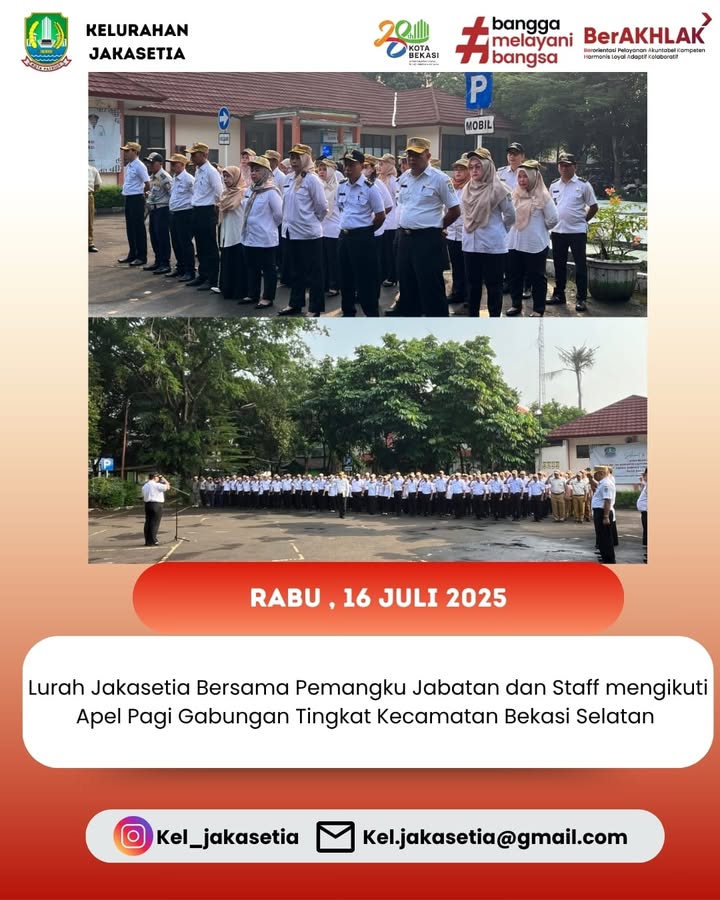 KELURAHAN
JAKASETIA
28 KOTA
BEKASI
#bangga
melayani
bangsa
BerAKHLAK
Berorientasi Pelayanan Akuntabel Kompeten
Harmonis Loyal Adaptif Kolaboratif
P
MOBIL
P
RABU , 16 JULI 2025
Lurah Jakasetia Bersama Pemangku Jabatan dan Staff mengikuti
Apel Pagi Gabungan Tingkat Kecamatan Bekasi Selatan
Kel_jakasetia
Kel.jakasetia@gmail.com